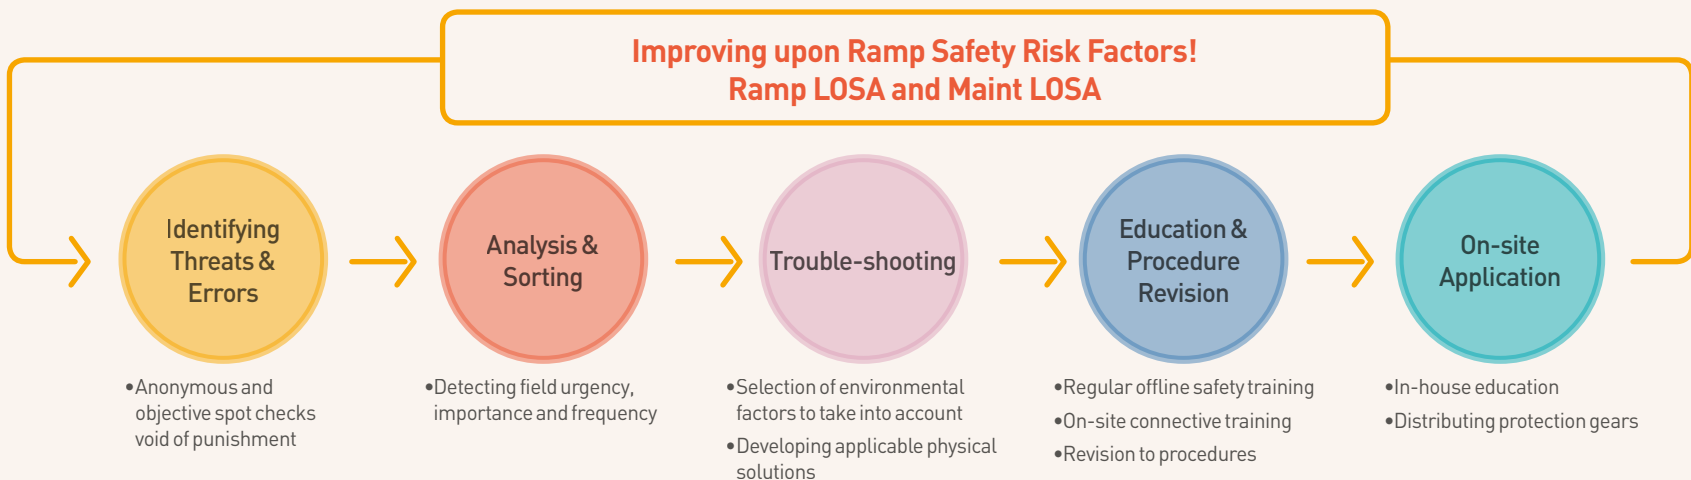 Improving upon Ramp Safety Risk Factors!
Ramp LOSA and Maint LOSA
Identifying
Threats &
Errors
•Anonymous and
objective spot checks
void of punishment
Analysis &
Sorting
•Detecting field urgency,
importance and frequency
Trouble-shooting
•Selection of environmental
factors to take into account
•Developing applicable physical
solutions
Education &
Procedure
Revision
•Regular offline safety training
•On-site connective training
•Revision to procedures
On-site
Application
•In-house education
•Distributing protection gears